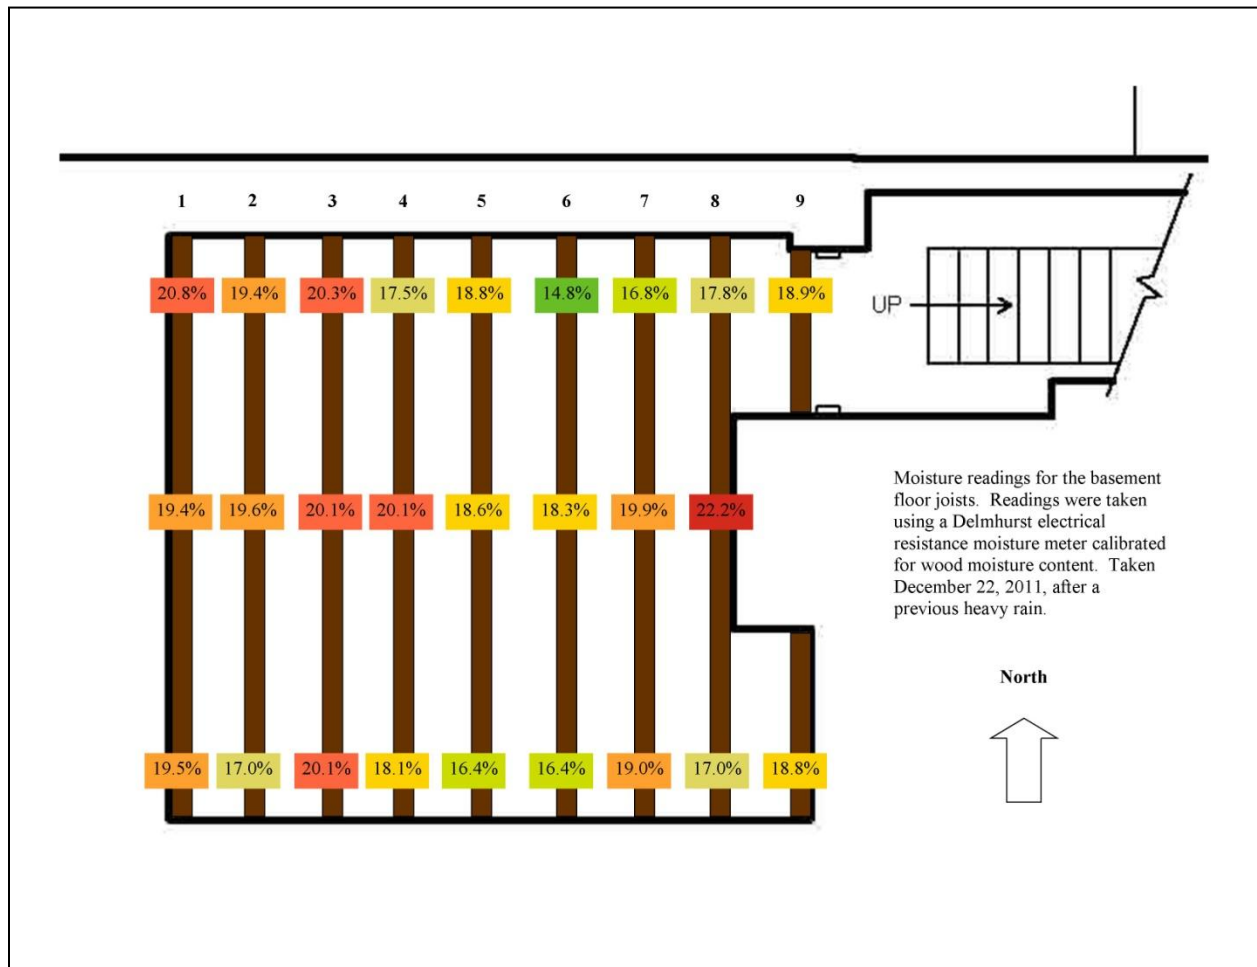 1 2 3 4 5 6 7 8 9
20.8% 19.4% 20.3% 17.5% 18.8% 14.8% 16.8% 17.8% 18.9%
UP
19.4% 19.6% 20.1% 20.1% 18.6% 18.3% 19.9% 22.2%
Moisture readings for the basement
floor joists. Readings were taken
using a Delmhurst electrical
resistance moisture meter calibrated
for wood moisture content. Taken
December 22, 2011, after a
previous heavy rain.
North
19.5% 17.0% 20.1% 18.1% 16.4% 16.4% 19.0% 17.0% 18.8%